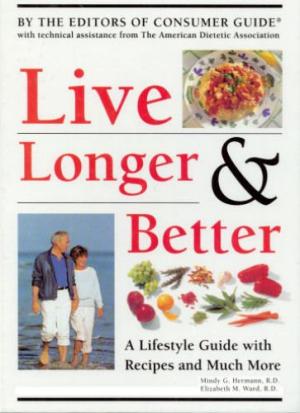 BY THE EDITORS OF CONSUMER GUIDE®
with technical assistance from The American Dietetic Association
Live
Longer &
Better
A Lifestyle Guide with
Recipes and Much More
Mindy G. Hermann, R.D.
Elizabeth M. Ward, R.D.